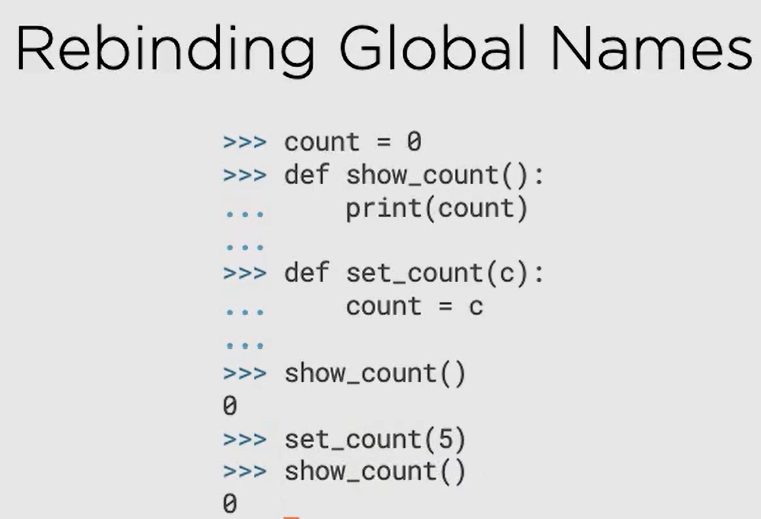 Rebinding Global Names
>>> count = 0
>>> def show_count():
...     print(count)
...
>>> def set_count(c):
...     count = c
...
>>> show_count()
0
>>> set_count(5)
>>> show_count()
0